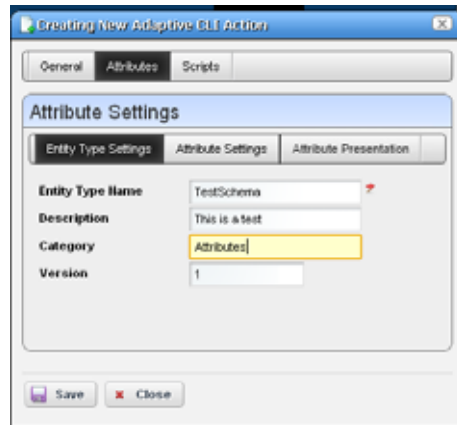 Creating New Adaptive CLI Action
General Attributes Scripts
Attribute Settings
Entity Type Settings Attribute Settings Attribute Presentation
Entity Type Name TestSchema *
Description This is a test
Category Attributes
Version 1
Save Close